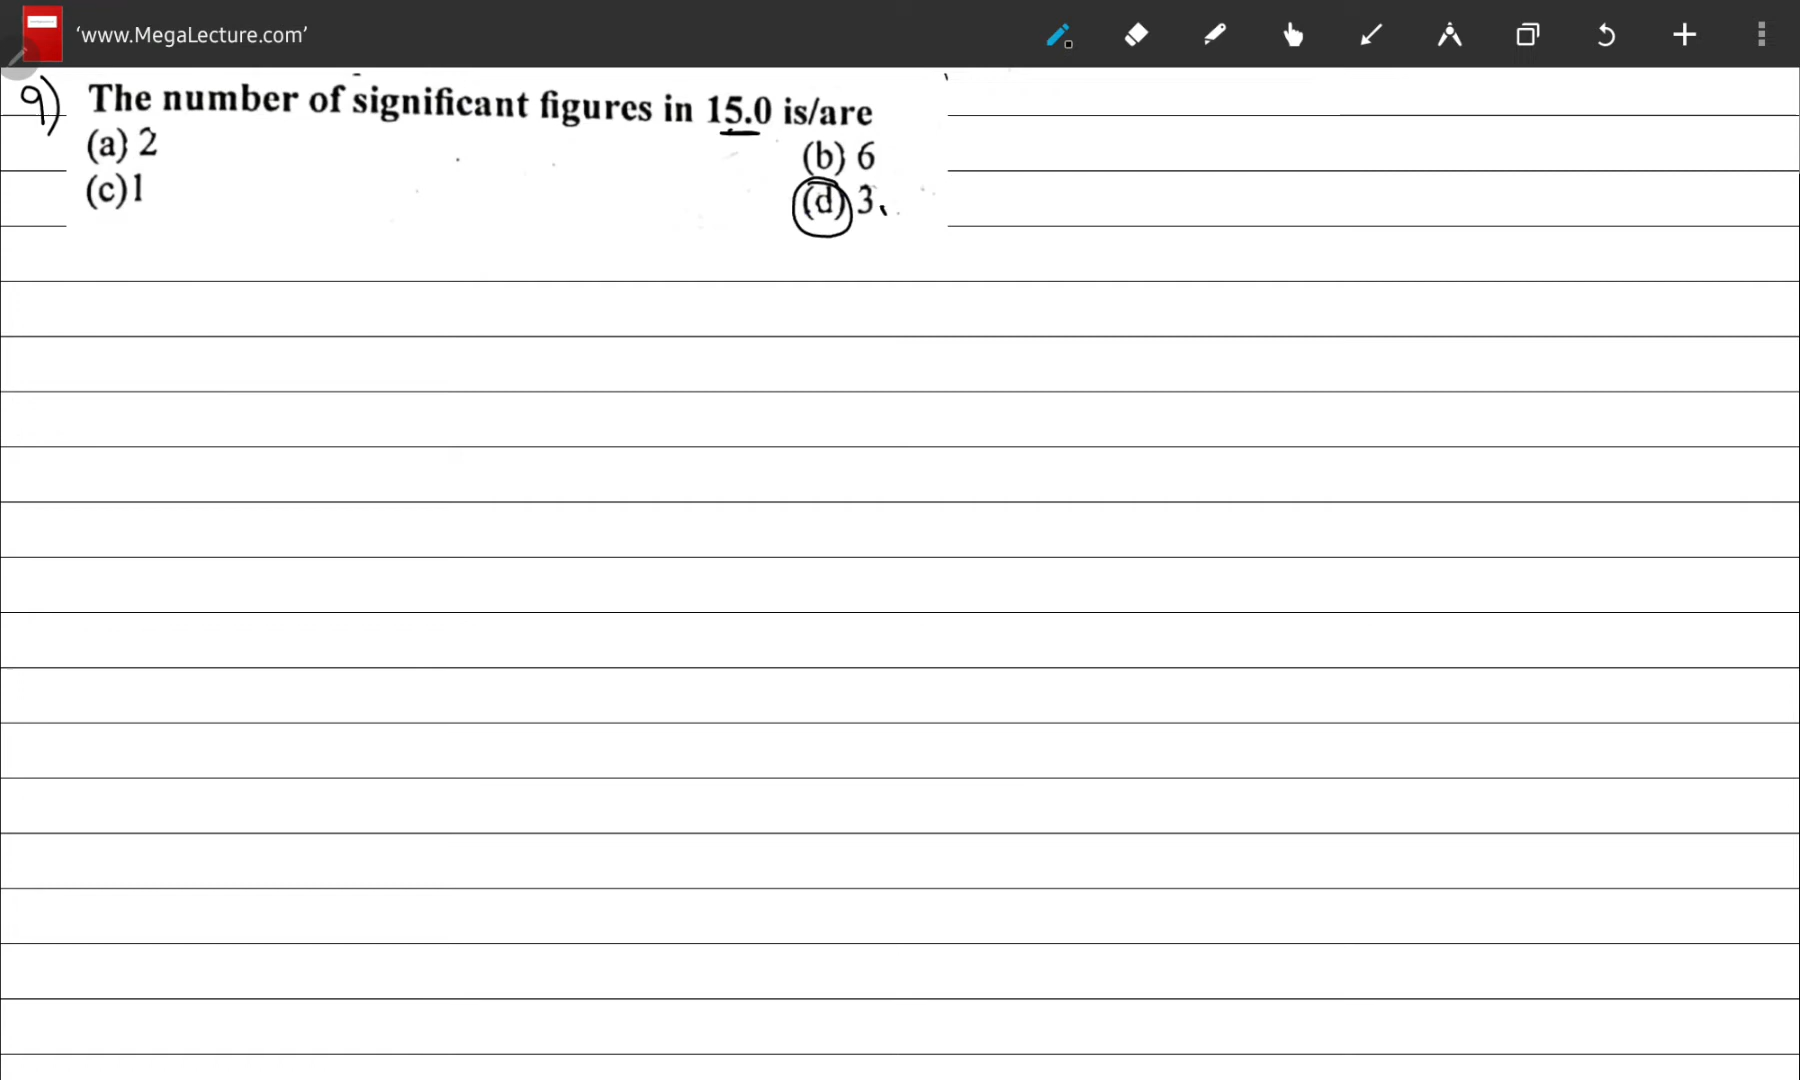 ‘www.MegaLecture.com’
9) The number of significant figures in 15.0 is/are
(a) 2
(b) 6
(c) 1
(d) 3